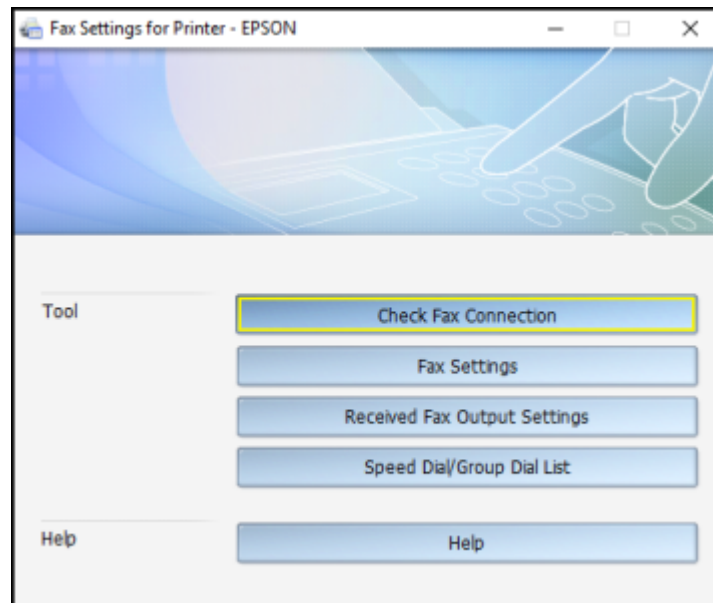 Fax Settings for Printer - EPSON
Tool
Check Fax Connection
Fax Settings
Received Fax Output Settings
Speed Dial/Group Dial List
Help
Help